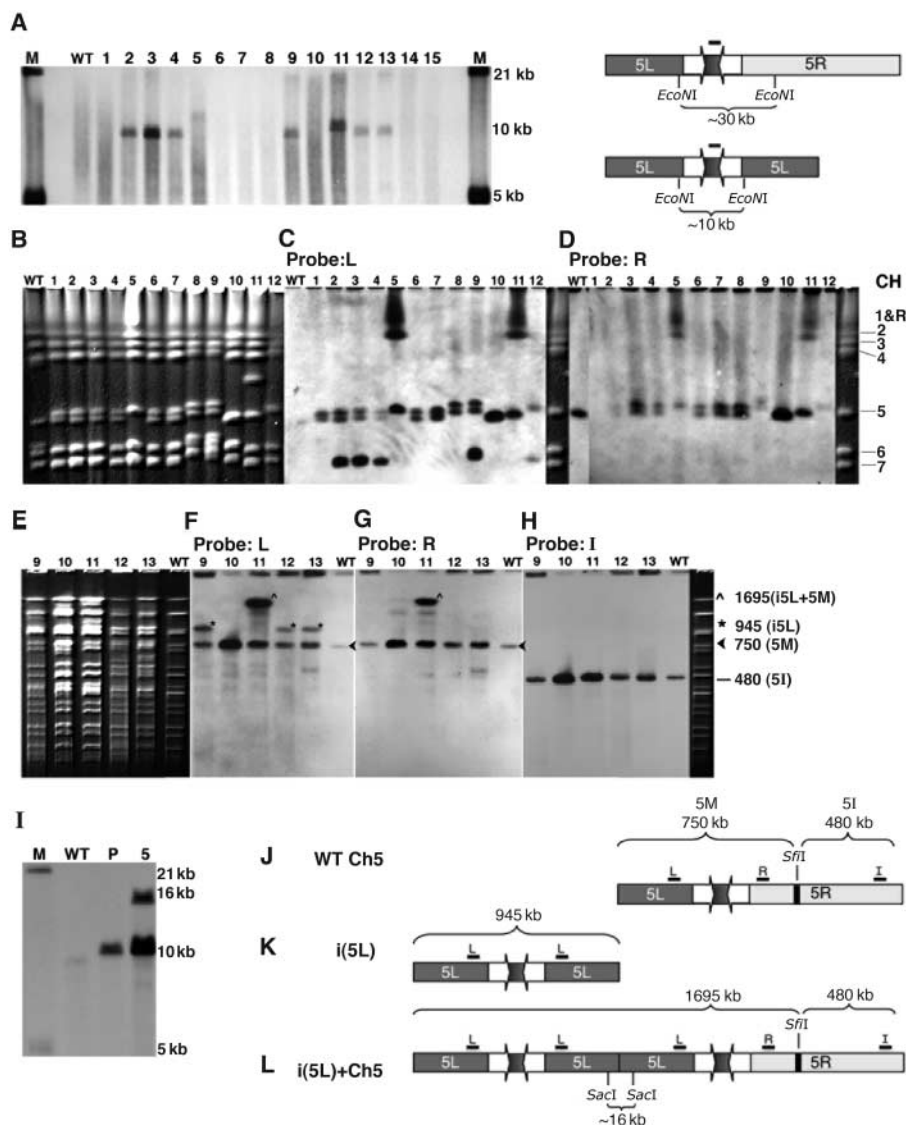 A
M WT 1 2 3 4 5 6 7 8 9 10 11 12 13 14 15 M
21 kb
10 kb
5 kb
5L 5R
EcoNI EcoNI
~30 kb
5L 5L
EcoNI EcoNI
~10 kb
B C D
Probe:L Probe: R
WT 1 2 3 4 5 6 7 8 9 10 11 12 WT 1 2 3 4 5 6 7 8 9 10 11 12 WT 1 2 3 4 5 6 7 8 9 10 11 12 CH
1&R
2
3
4
5
6
7
E F G H
Probe: L Probe: R Probe: I
9 10 11 12 13 WT 9 10 11 12 13 WT 9 10 11 12 13 WT 9 10 11 12 13 WT
^ 1695(i5L+5M)
* 945 (i5L)
750 (5M)
480 (5I)
I
M WT P 5
21 kb
16 kb
10 kb
5 kb
J WT Ch5
5M 5I
750 kb 480 kb
SfiI
L R I
5L 5R
K i(5L)
945 kb
L L
5L 5L
L i(5L)+Ch5
1695 kb 480 kb
SfiI
L L L R I
5L 5L 5L 5R
SacI SacI
~16 kb